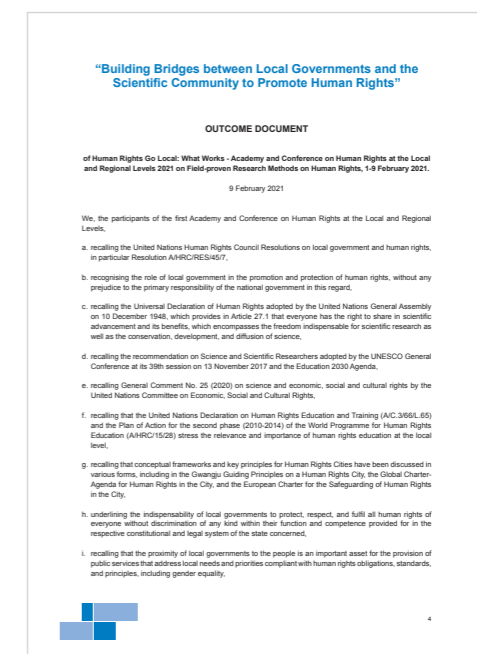 “Building Bridges between Local Governments and the
Scientific Community to Promote Human Rights”
OUTCOME DOCUMENT
of Human Rights Go Local: What Works - Academy and Conference on Human Rights at the Local
and Regional Levels 2021 on Field-proven Research Methods on Human Rights, 1-9 February 2021.
9 February 2021
We, the participants of the first Academy and Conference on Human Rights at the Local and Regional
Levels,
a. recalling the United Nations Human Rights Council Resolutions on local government and human rights,
in particular Resolution A/HRC/RES/45/7,
b. recognising the role of local government in the promotion and protection of human rights, without any
prejudice to the primary responsibility of the national government in this regard,
c. recalling the Universal Declaration of Human Rights adopted by the United Nations General Assembly
on 10 December 1948, which provides in Article 27.1 that everyone has the right to share in scientific
advancement and its benefits, which encompasses the freedom indispensable for scientific research as
well as the conservation, development, and diffusion of science,
d. recalling the recommendation on Science and Scientific Researchers adopted by the UNESCO General
Conference at its 39th session on 13 November 2017 and the Education 2030 Agenda,
e. recalling General Comment No. 25 (2020) on science and economic, social and cultural rights by the
United Nations Committee on Economic, Social and Cultural Rights,
f. recalling that the United Nations Declaration on Human Rights Education and Training (A/C.3/66/L.65)
and the Plan of Action for the second phase (2010-2014) of the World Programme for Human Rights
Education (A/HRC/15/28) stress the relevance and importance of human rights education at the local
level,
g. recalling that conceptual frameworks and key principles for Human Rights Cities have been discussed in
various forms, including in the Gwangju Guiding Principles on a Human Rights City, the Global Charter-
Agenda for Human Rights in the City, and the European Charter for the Safeguarding of Human Rights
in the City,
h. underlining the indispensability of local governments to protect, respect, and fulfil all human rights of
everyone without discrimination of any kind within their function and competence provided for in the
respective constitutional and legal system of the state concerned,
i. recalling that the proximity of local governments to the people is an important asset for the provision of
public services that address local needs and priorities compliant with human rights obligations, standards,
and principles, including gender equality,
4